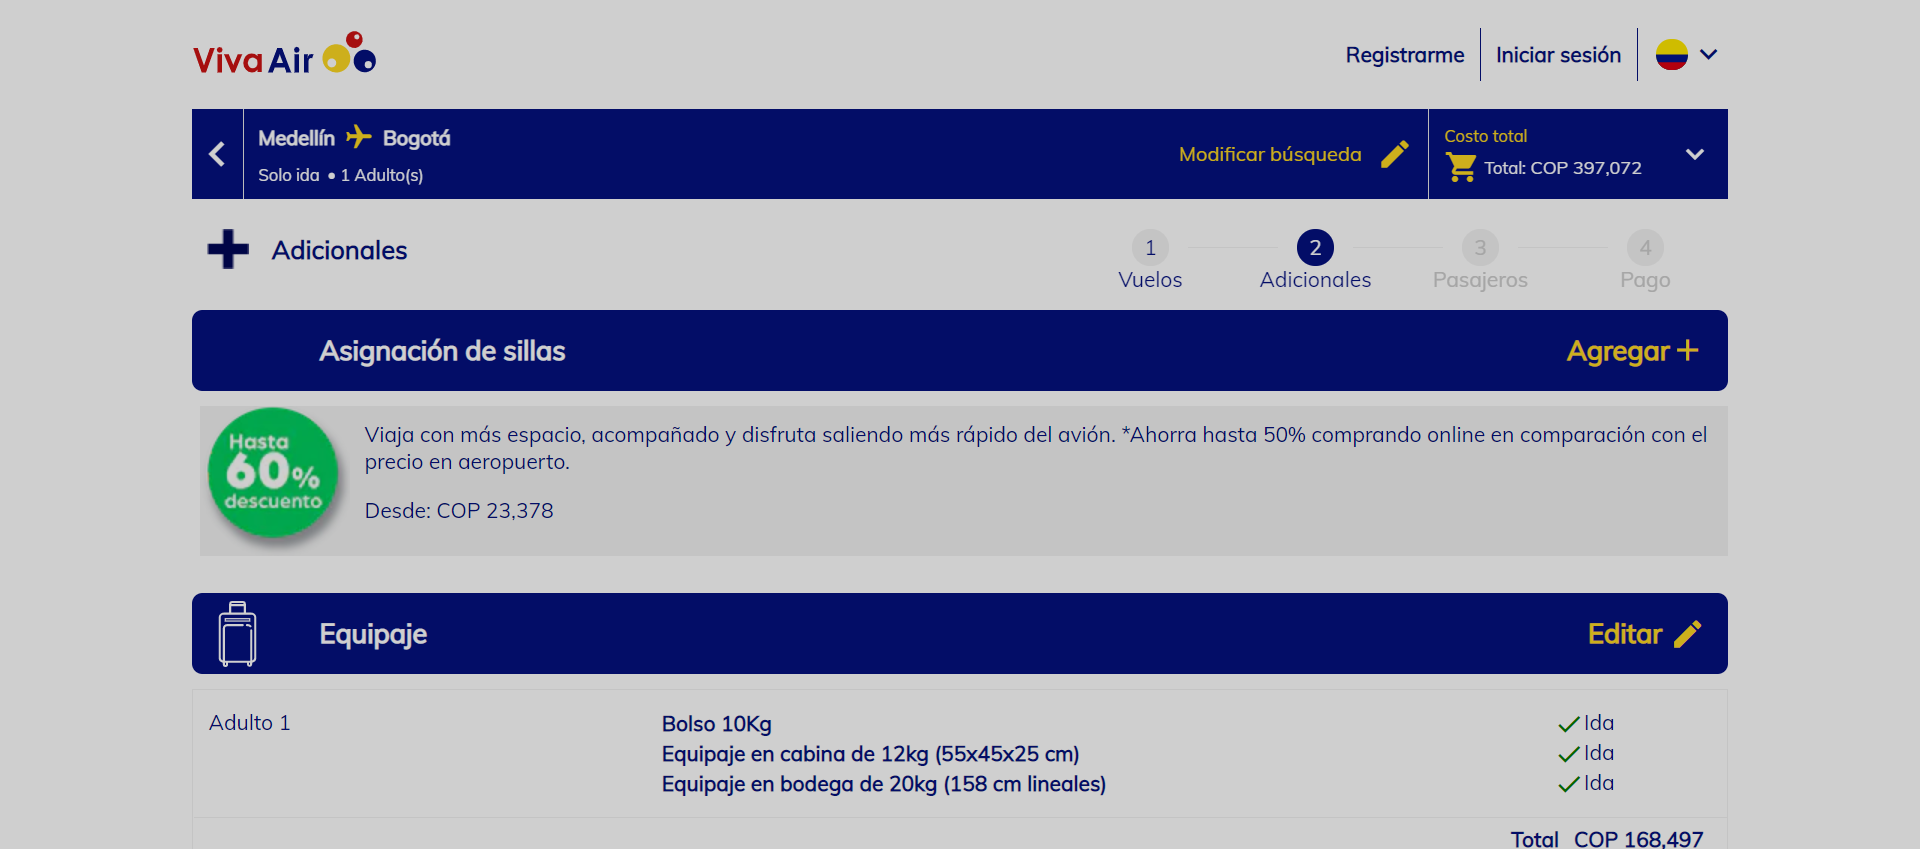 Viva Air
Registrarme
Iniciar sesión
Medellín Bogotá
Solo ida • 1 Adulto(s)
Modificar búsqueda
Costo total
Total: COP 397,072
Adicionales
1 2 3 4
Vuelos Adicionales Pasajeros Pago
Asignación de sillas
Agregar +
Hasta
60%
descuento
Viaja con más espacio, acompañado y disfruta saliendo más rápido del avión. *Ahorra hasta 50% comprando online en comparación con el
precio en aeropuerto.
Desde: COP 23,378
Equipaje
Editar
Adulto 1
Bolso 10Kg Ida
Equipaje en cabina de 12kg (55x45x25 cm) Ida
Equipaje en bodega de 20kg (158 cm lineales) Ida
Total COP 168,497